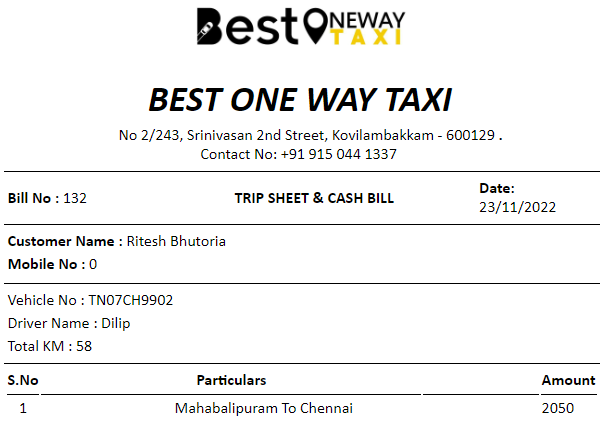 Best ONEWAY
TAXI
BEST ONE WAY TAXI
No 2/243, Srinivasan 2nd Street, Kovilambakkam - 600129 .
Contact No: +91 915 044 1337
Bill No : 132 TRIP SHEET & CASH BILL Date:
23/11/2022
Customer Name : Ritesh Bhutoria
Mobile No : 0
Vehicle No : TN07CH9902
Driver Name : Dilip
Total KM : 58
S.No Particulars Amount
1 Mahabalipuram To Chennai 2050